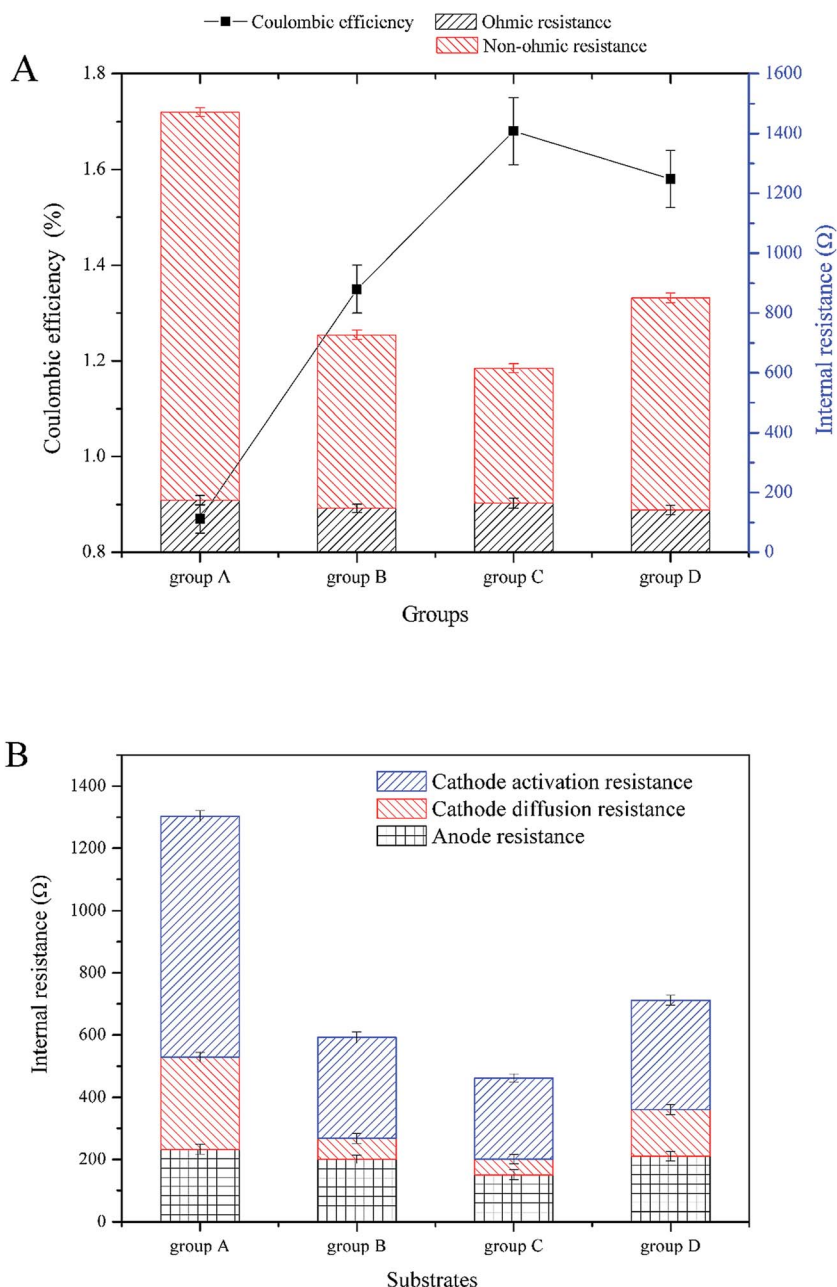 Coulombic efficiency
Ohmic resistance
Non-ohmic resistance
A
1.8
1.6
1.4
1.2
1.0
0.8
Coulombic efficiency (%)
1600
1400
1200
1000
800
600
400
200
0
Internal resistance (Ω)
group A
group B
group C
group D
Groups
B
Cathode activation resistance
Cathode diffusion resistance
Anode resistance
1400
1200
1000
800
600
400
200
0
Internal resistance (Ω)
group A
group B
group C
group D
Substrates